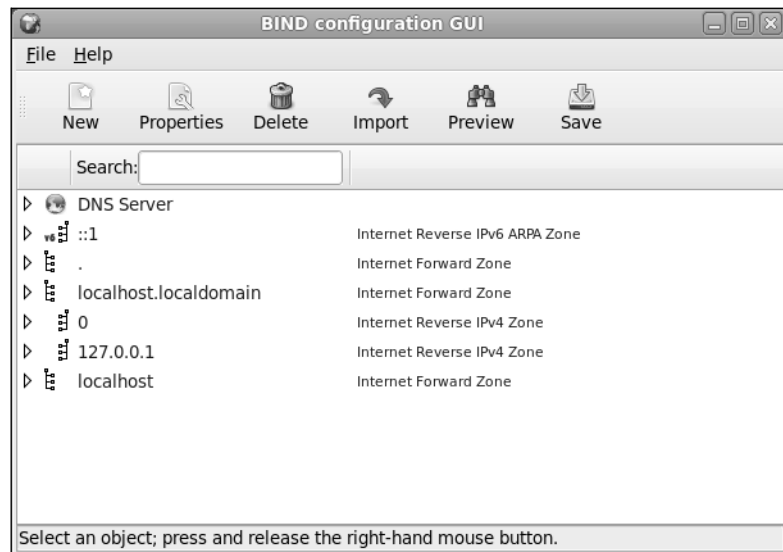 BIND configuration GUI
File Help
New Properties Delete Import Preview Save
Search:
DNS Server
v6 ::1 Internet Reverse IPv6 ARPA Zone
. Internet Forward Zone
localhost.localdomain Internet Forward Zone
0 Internet Reverse IPv4 Zone
127.0.0.1 Internet Reverse IPv4 Zone
localhost Internet Forward Zone
Select an object; press and release the right-hand mouse button.